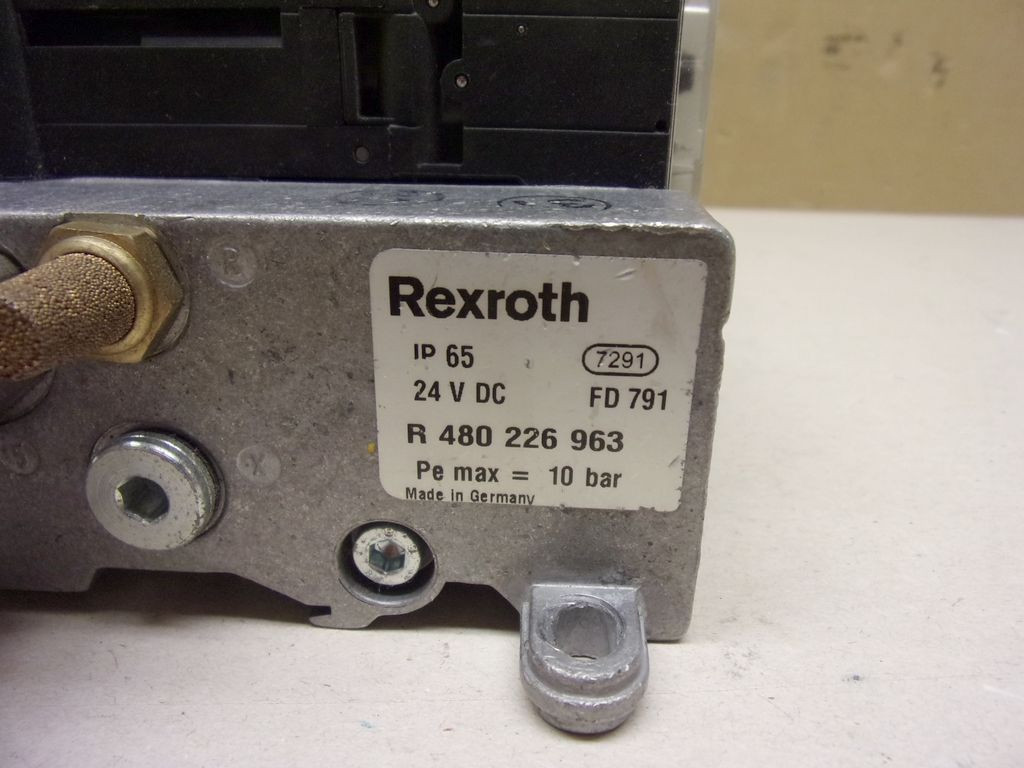 Rexroth
IP 65
7291
24 V DC
FD 791
R 480 226 963
Pe max = 10 bar
Made in Germany
R
X